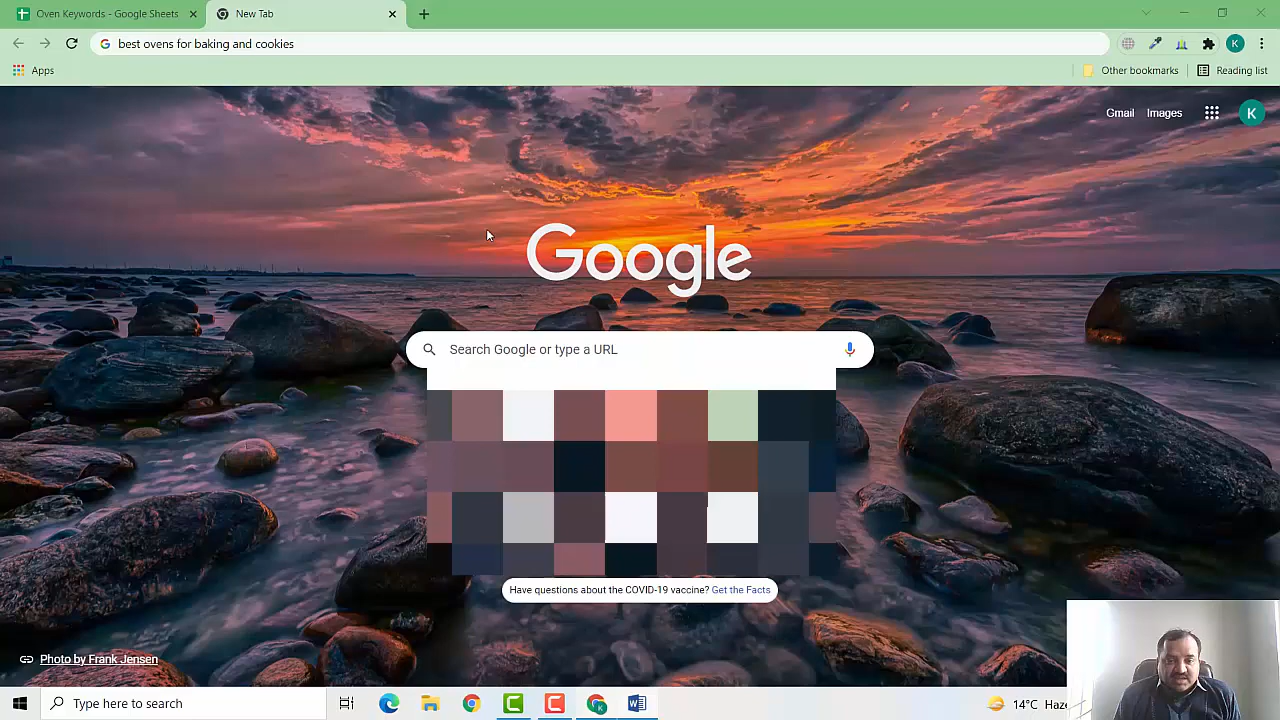 Oven Keywords - Google Sheets
New Tab
best ovens for baking and cookies
K
Apps
Other bookmarks
Reading list
Gmail
Images
K
Google
Search Google or type a URL
Have questions about the COVID-19 vaccine? Get the Facts
Photo by Frank Jensen
Type here to search
14°C Haze